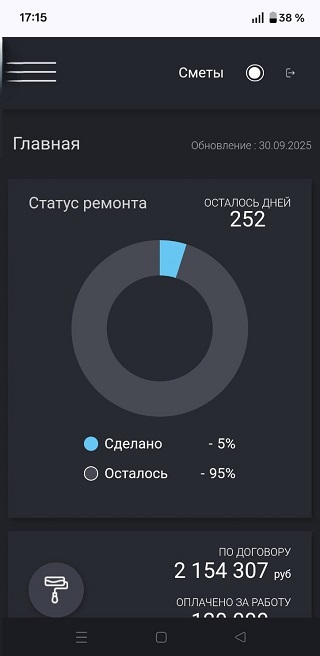 17:15
38 %
Сметы
Главная
Обновление : 30.09.2025
Статус ремонта
ОСТАЛОСЬ ДНЕЙ
252
Сделано - 5%
Осталось - 95%
ПО ДОГОВОРУ
2 154 307 руб
ОПЛАЧЕНО ЗА РАБОТУ